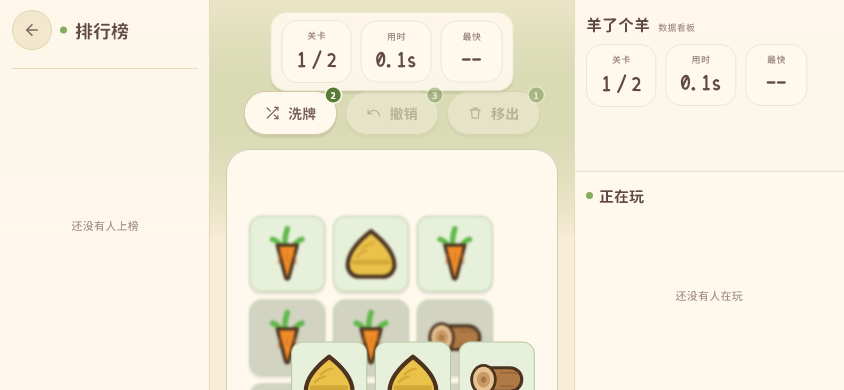 排行榜
还没有人上榜
关卡
1/2
用时
0.1s
最快
--
洗牌
2
撤销
3
移出
1
羊了个羊 数据看板
关卡
1/2
用时
0.1s
最快
--
正在玩
还没有人在玩